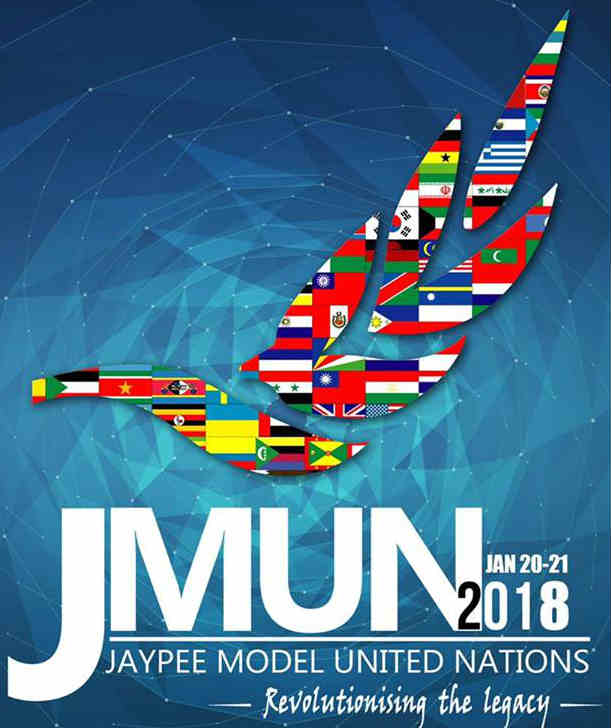 JMUN
JAN 20-21
2018
JAYPEE MODEL UNITED NATIONS
Revolutionising the legacy